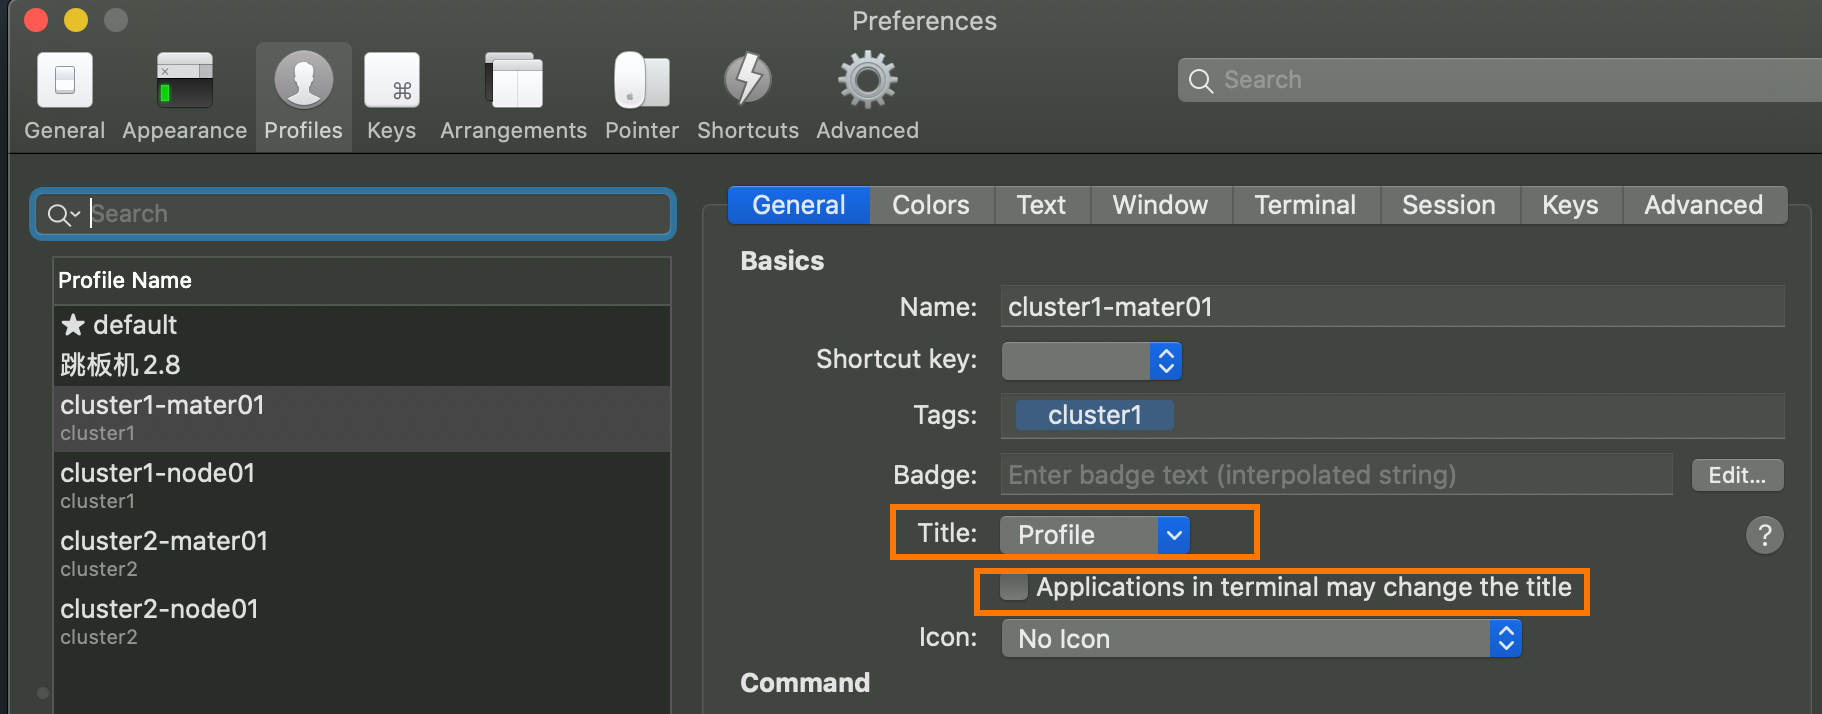 Preferences
General Appearance Profiles Keys Arrangements Pointer Shortcuts Advanced
Search
Search
Profile Name
default
跳板机 2.8
cluster1-mater01
cluster1
cluster1-node01
cluster1
cluster2-mater01
cluster2
cluster2-node01
cluster2
General Colors Text Window Terminal Session Keys Advanced
Basics
Name: cluster1-mater01
Shortcut key:
Tags: cluster1
Badge: Enter badge text (interpolated string) Edit...
Title: Profile ?
Applications in terminal may change the title
Icon: No Icon
Command